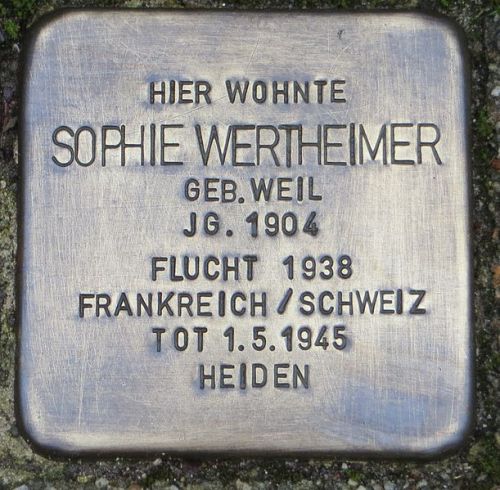 HIER WOHNTE
SOPHIE WERTHEIMER
GEB. WEIL
JG. 1904
FLUCHT 1938
FRANKREICH / SCHWEIZ
TOT 1.5.1945
HEIDEN